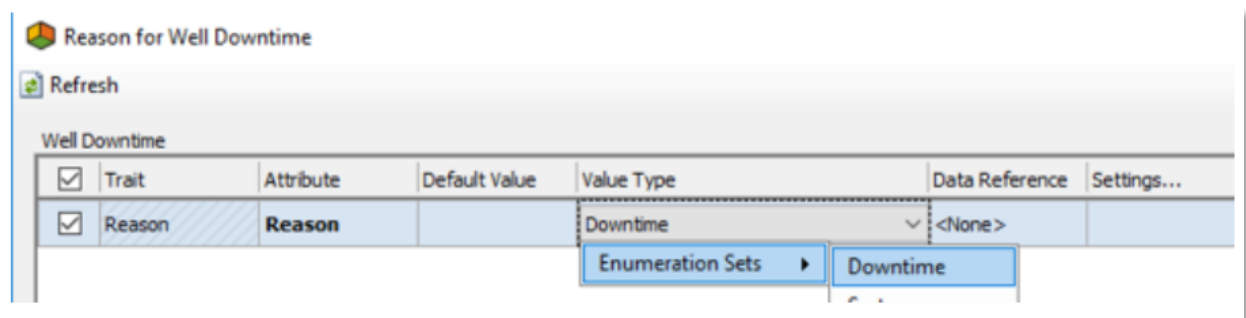 Reason for Well Downtime
Refresh
Well Downtime
Trait Attribute Default Value Value Type Data Reference Settings...
Reason Reason Downtime <None>
Enumeration Sets Downtime